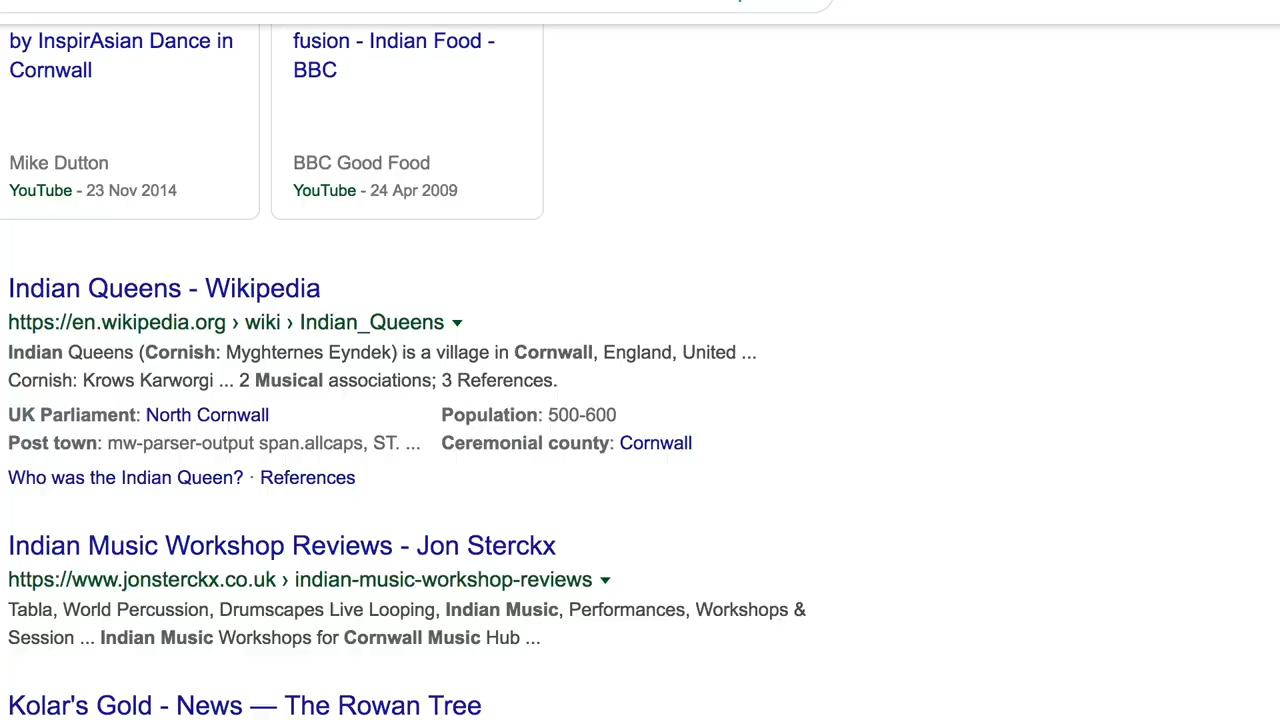 by InspirAsian Dance in
Cornwall
Mike Dutton
YouTube - 23 Nov 2014
fusion - Indian Food -
BBC
BBC Good Food
YouTube - 24 Apr 2009
Indian Queens - Wikipedia
https://en.wikipedia.org › wiki › Indian_Queens
Indian Queens (Cornish: Myghternes Eyndek) is a village in Cornwall, England, United ...
Cornish: Krows Karworgi ... 2 Musical associations; 3 References.
UK Parliament: North Cornwall
Population: 500-600
Post town: mw-parser-output span.allcaps, ST. ...
Ceremonial county: Cornwall
Who was the Indian Queen? · References
Indian Music Workshop Reviews - Jon Sterckx
https://www.jonsterckx.co.uk › indian-music-workshop-reviews
Tabla, World Percussion, Drumscapes Live Looping, Indian Music, Performances, Workshops &
Session ... Indian Music Workshops for Cornwall Music Hub ...
Kolar's Gold - News — The Rowan Tree